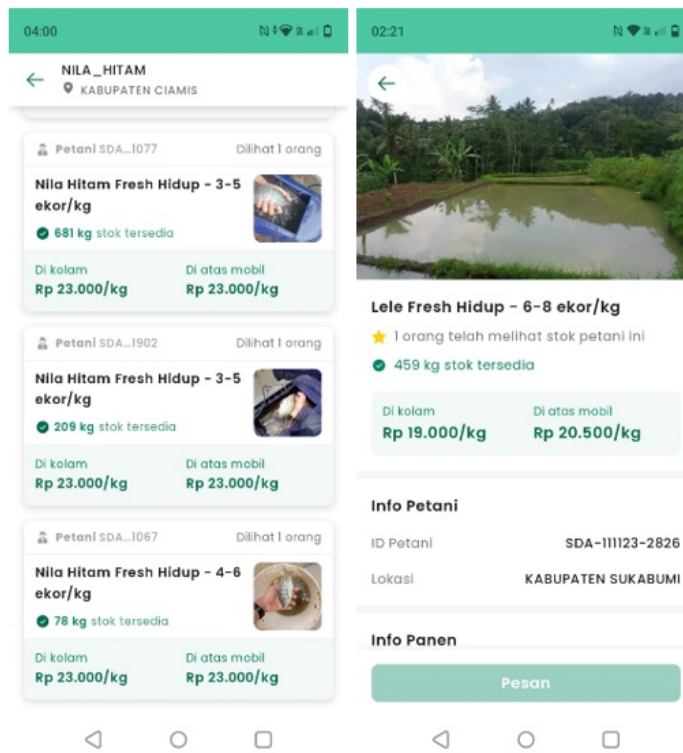 04:00
NILA_HITAM
KABUPATEN CIAMIS
Petani SDA...1077 Dilihat 1 orang
Nila Hitam Fresh Hidup - 3-5
ekor/kg
681 kg stok tersedia
Di kolam Di atas mobil
Rp 23.000/kg Rp 23.000/kg
Petani SDA...1902 Dilihat 1 orang
Nila Hitam Fresh Hidup - 3-5
ekor/kg
209 kg stok tersedia
Di kolam Di atas mobil
Rp 23.000/kg Rp 23.000/kg
Petani SDA...1067 Dilihat 1 orang
Nila Hitam Fresh Hidup - 4-6
ekor/kg
78 kg stok tersedia
Di kolam Di atas mobil
Rp 23.000/kg Rp 23.000/kg
02:21
Lele Fresh Hidup - 6-8 ekor/kg
1 orang telah melihat stok petani ini
459 kg stok tersedia
Di kolam Di atas mobil
Rp 19.000/kg Rp 20.500/kg
Info Petani
ID Petani SDA-111123-2826
Lokasi KABUPATEN SUKABUMI
Info Panen
Pesan